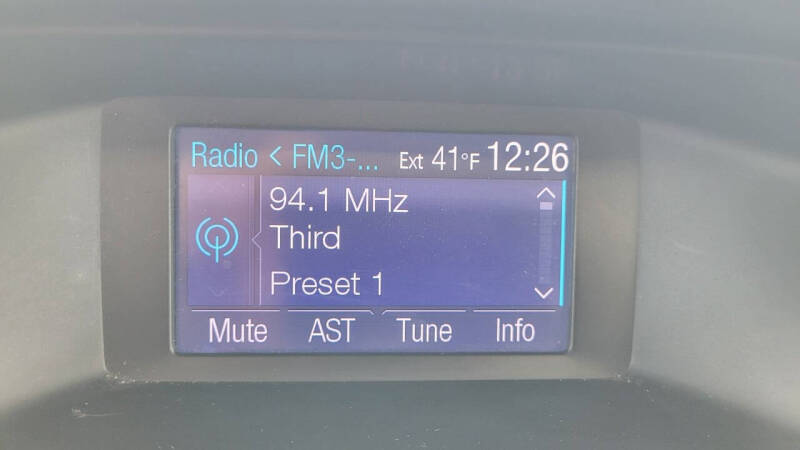 Radio < FM3-... Ext 41°F 12:26
94.1 MHz
Third
Preset 1
Mute AST Tune Info